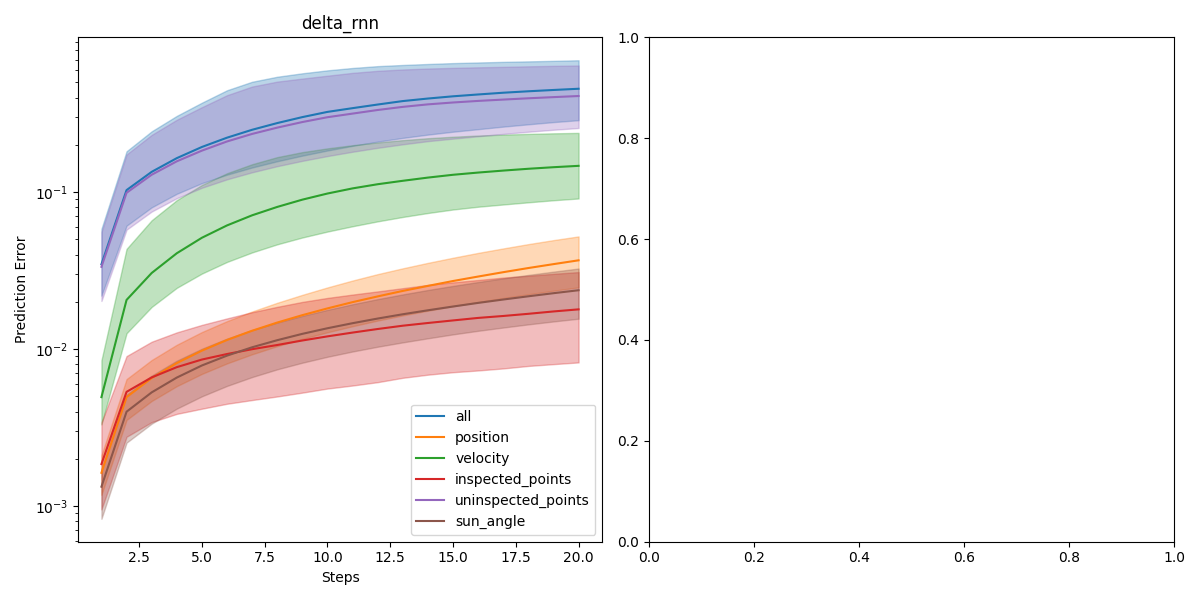 delta_rnn
Prediction Error
10⁻¹
10⁻²
10⁻³
2.5 5.0 7.5 10.0 12.5 15.0 17.5 20.0
Steps
all
position
velocity
inspected_points
uninspected_points
sun_angle
1.0
0.8
0.6
0.4
0.2
0.0
0.0 0.2 0.4 0.6 0.8 1.0